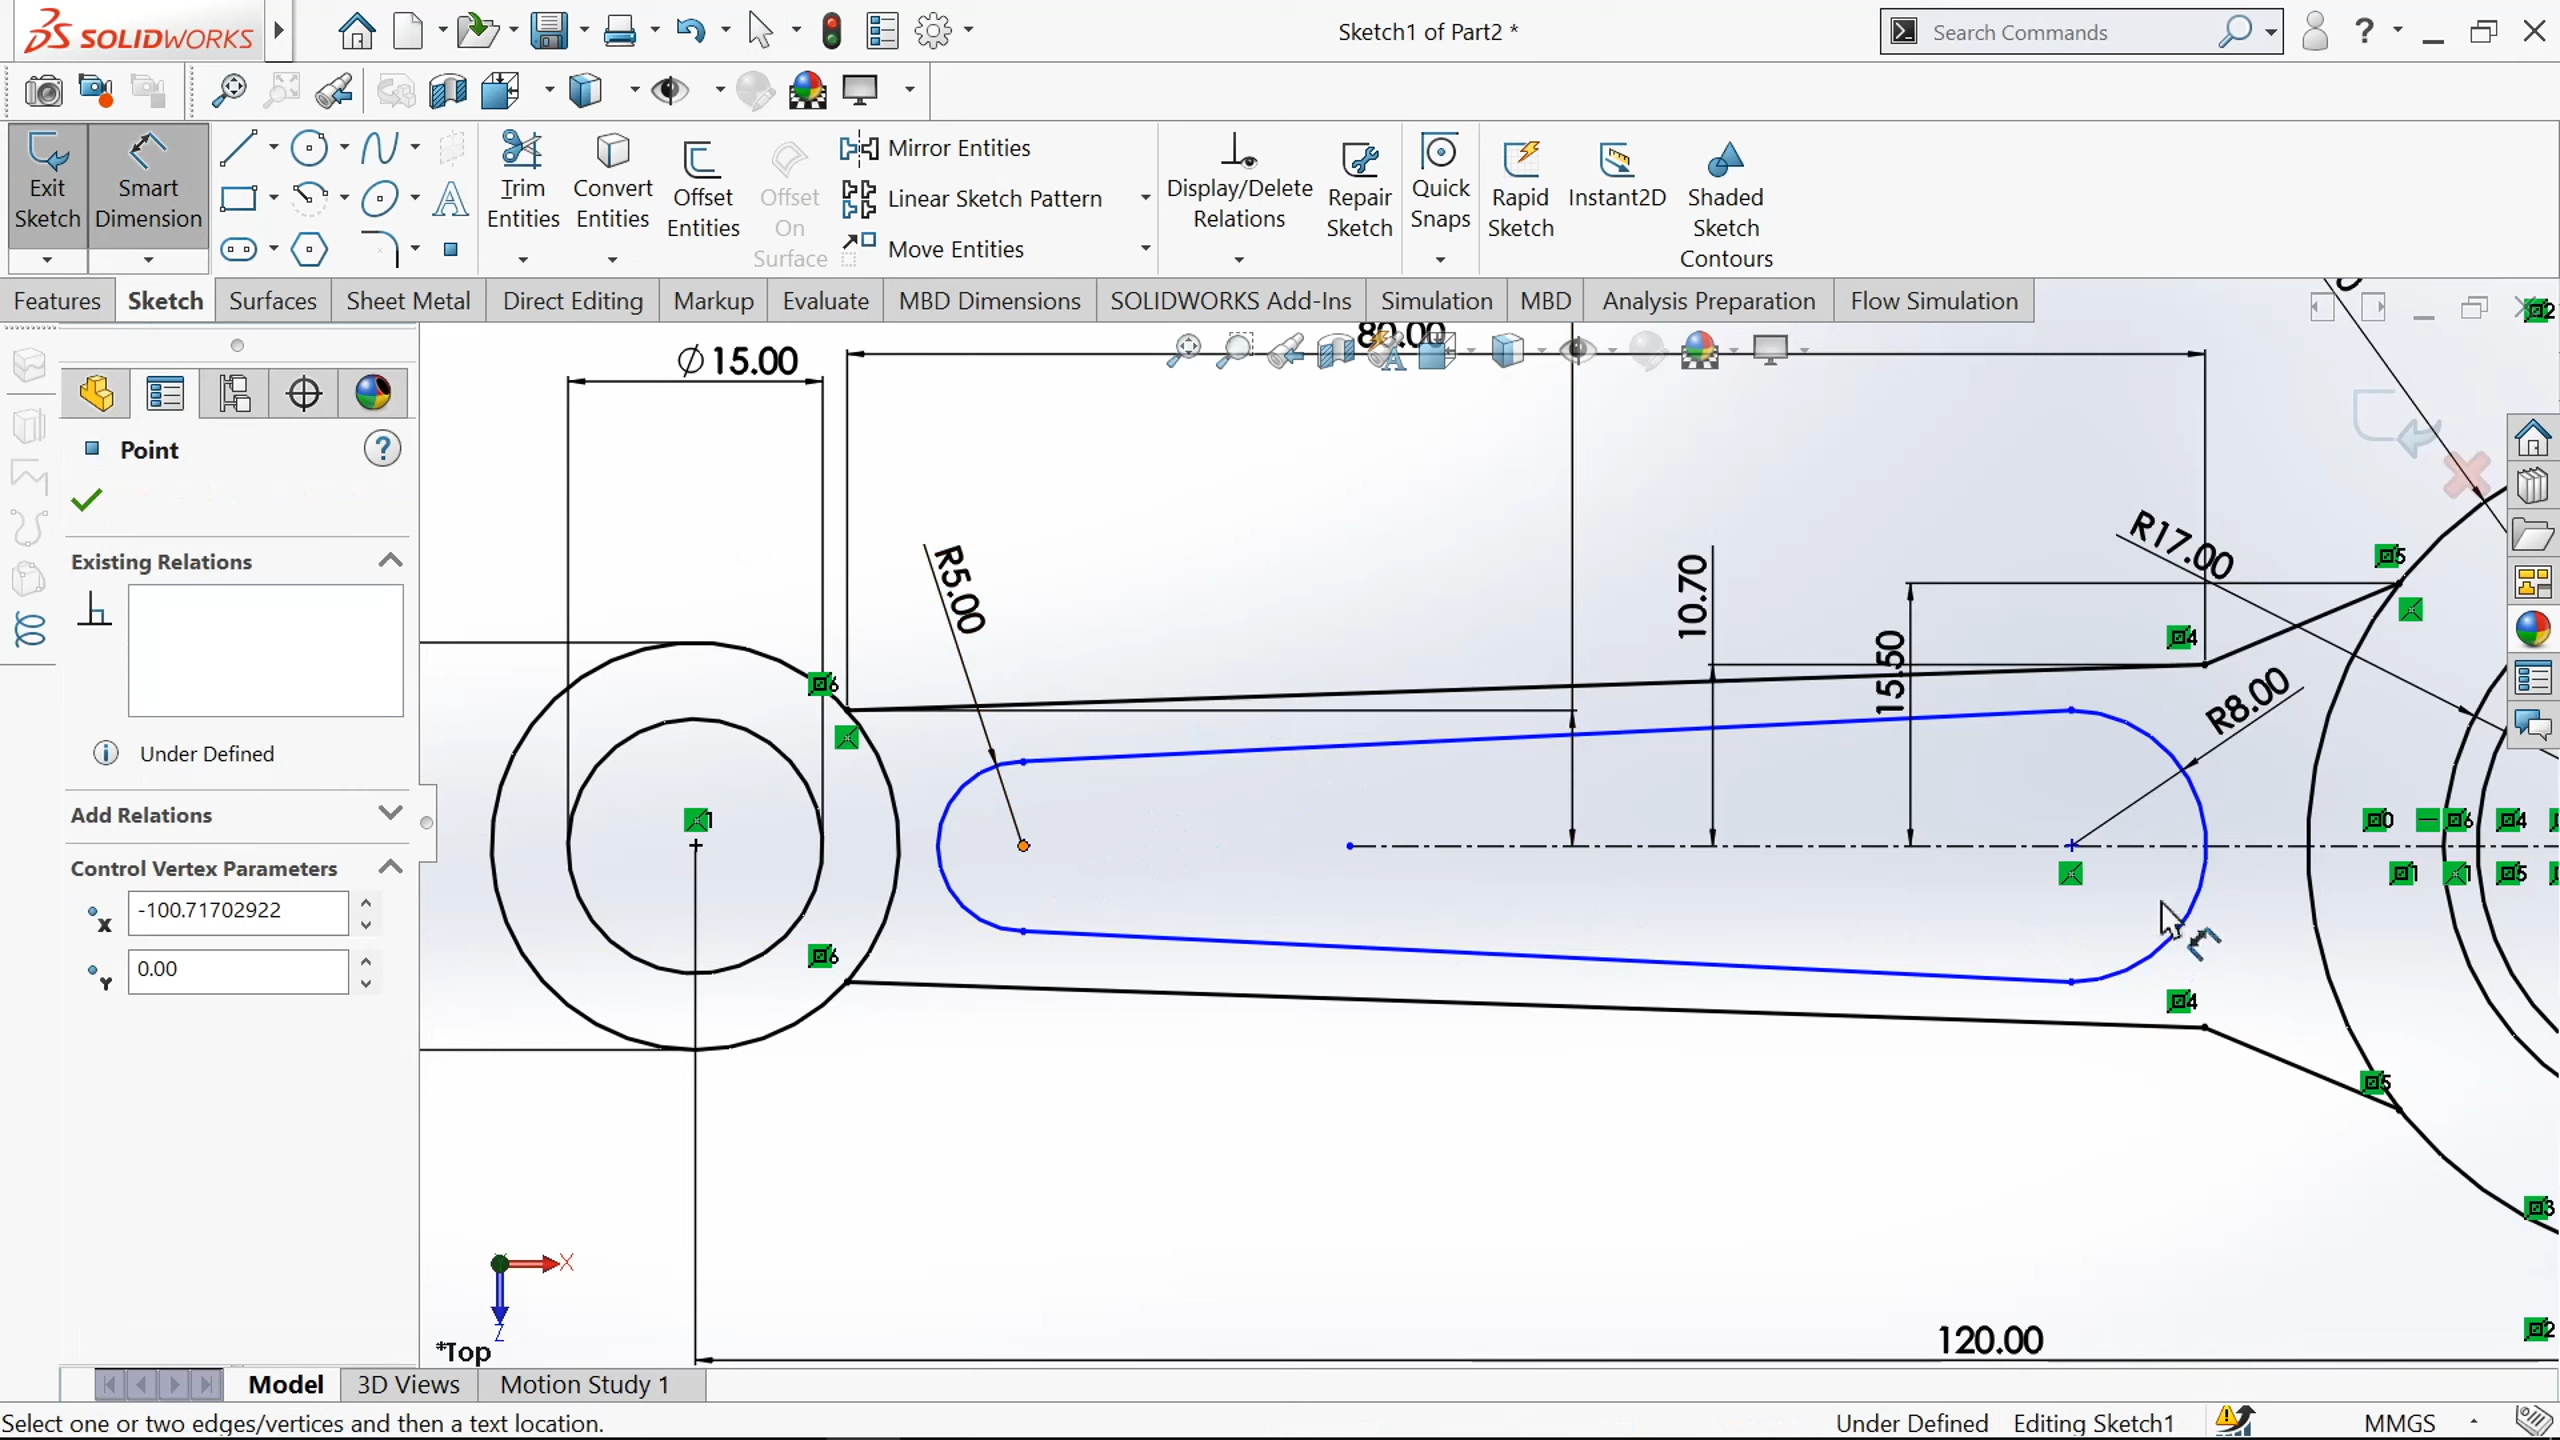 SOLIDWORKS
Sketch1 of Part2 *
Search Commands
Exit Sketch
Smart Dimension
Trim Entities
Convert Entities
Offset Entities
Offset On Surface
Mirror Entities
Linear Sketch Pattern
Move Entities
Display/Delete Relations
Repair Sketch
Quick Snaps
Rapid Sketch
Instant2D
Shaded Sketch Contours
Features
Sketch
Surfaces
Sheet Metal
Direct Editing
Markup
Evaluate
MBD Dimensions
SOLIDWORKS Add-Ins
Simulation
MBD
Analysis Preparation
Flow Simulation
Point
Existing Relations
Under Defined
Add Relations
Control Vertex Parameters
X
-100.71702922
Y
0.00
∅15.00
80.00
R5.00
10.70
15.50
R17.00
R8.00
120.00
X
Z
*Top
Model
3D Views
Motion Study 1
Select one or two edges/vertices and then a text location.
Under Defined
Editing Sketch1
MMGS